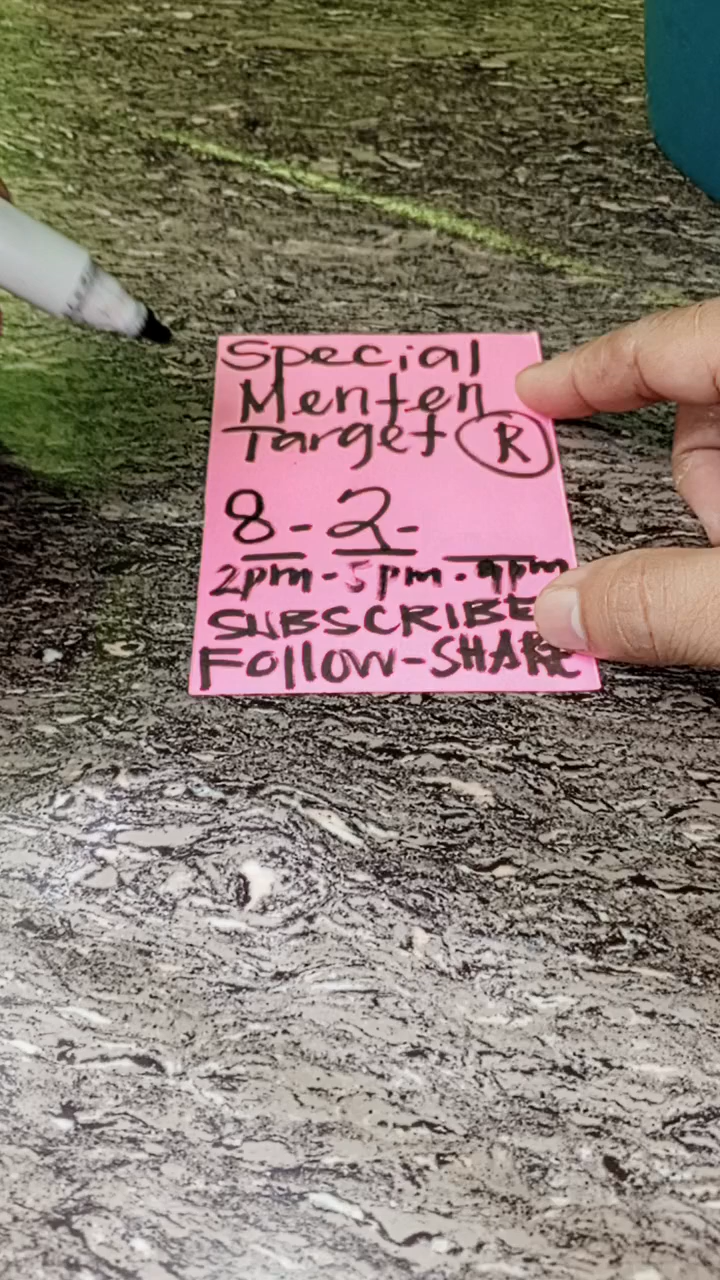 Special
Menten
Target R
8-2-
2pm-5pm.9pm
SUBSCRIBE
Follow-SHARE